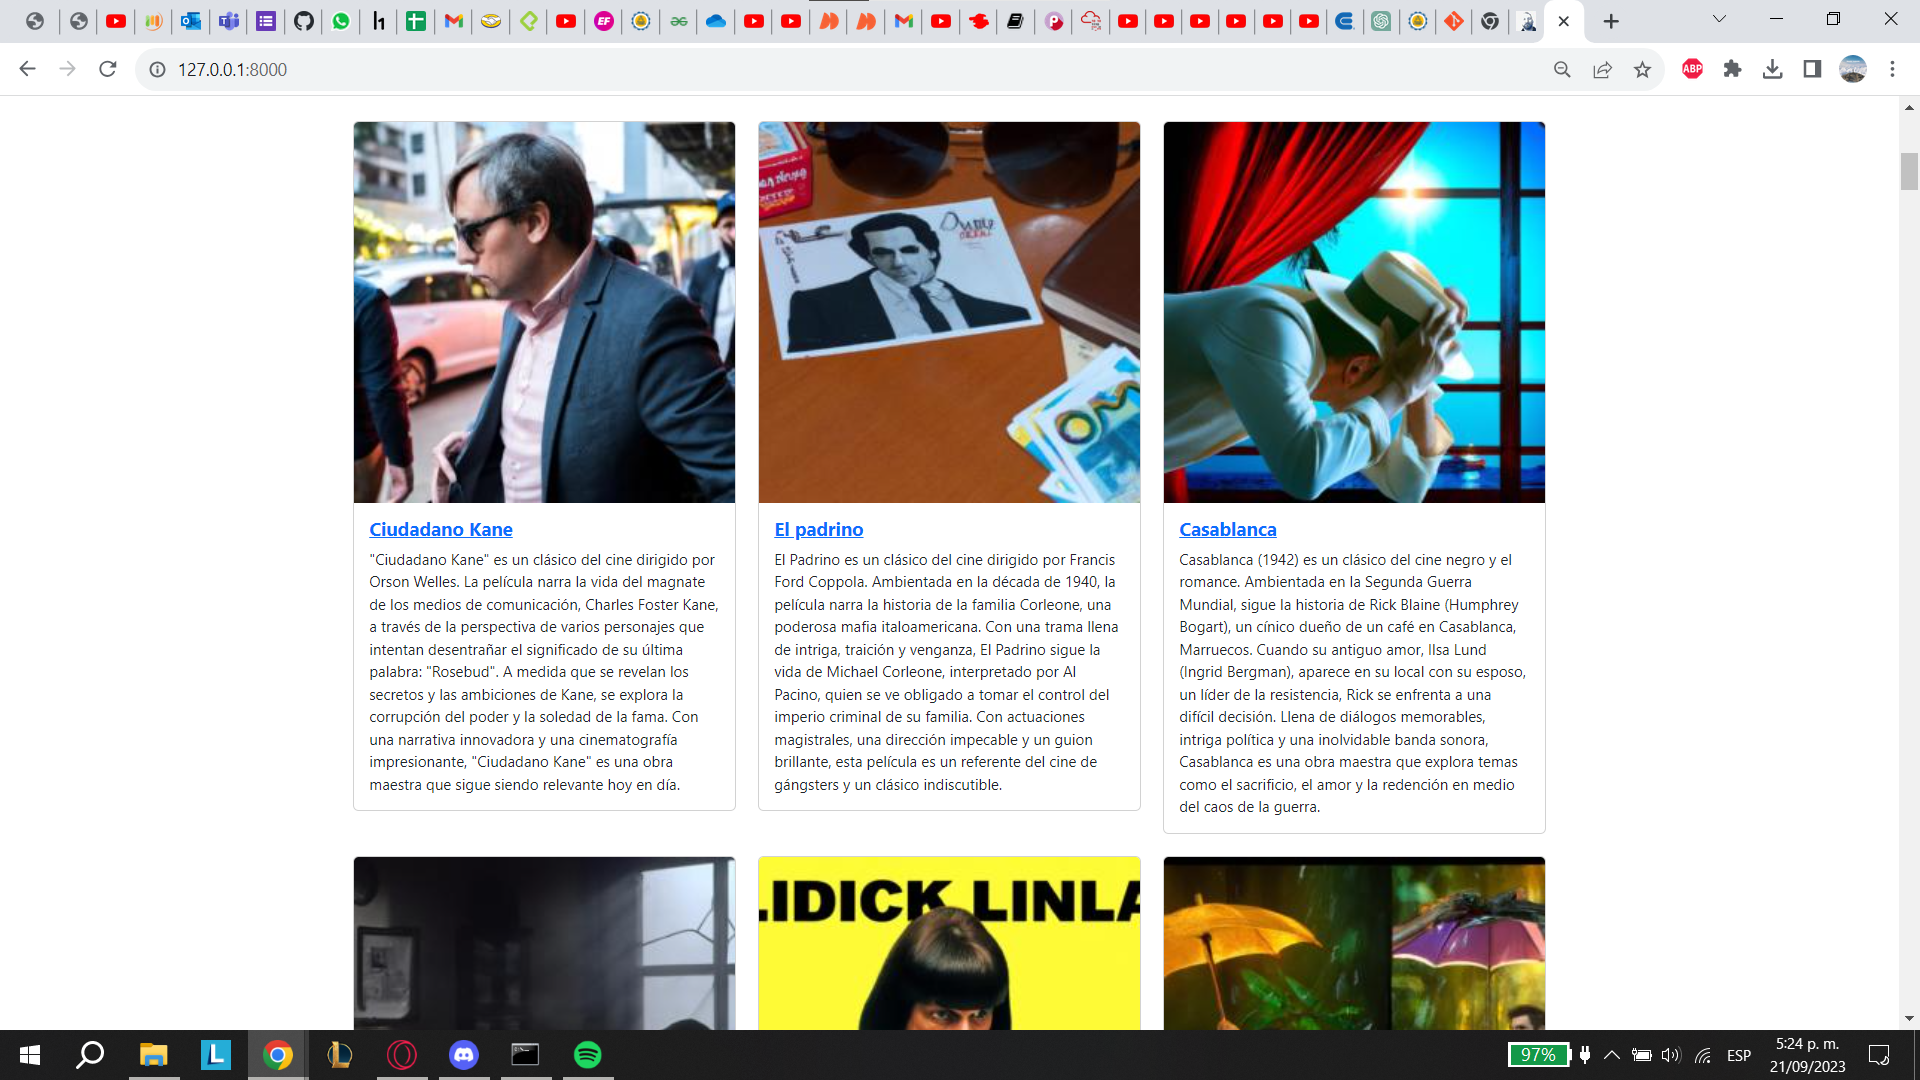 127.0.0.1:8000
ABP
Ciudadano Kane
"Ciudadano Kane" es un clásico del cine dirigido por
Orson Welles. La película narra la vida del magnate
de los medios de comunicación, Charles Foster Kane,
a través de la perspectiva de varios personajes que
intentan desentrañar el significado de su última
palabra: "Rosebud". A medida que se revelan los
secretos y las ambiciones de Kane, se explora la
corrupción del poder y la soledad de la fama. Con
una narrativa innovadora y una cinematografía
impresionante, "Ciudadano Kane" es una obra
maestra que sigue siendo relevante hoy en día.
El padrino
El Padrino es un clásico del cine dirigido por Francis
Ford Coppola. Ambientada en la década de 1940, la
película narra la historia de la familia Corleone, una
poderosa mafia italoamericana. Con una trama llena
de intriga, traición y venganza, El Padrino sigue la
vida de Michael Corleone, interpretado por Al
Pacino, quien se ve obligado a tomar el control del
imperio criminal de su familia. Con actuaciones
magistrales, una dirección impecable y un guion
brillante, esta película es un referente del cine de
gángsters y un clásico indiscutible.
Casablanca
Casablanca (1942) es un clásico del cine negro y el
romance. Ambientada en la Segunda Guerra
Mundial, sigue la historia de Rick Blaine (Humphrey
Bogart), un cínico dueño de un café en Casablanca,
Marruecos. Cuando su antiguo amor, Ilsa Lund
(Ingrid Bergman), aparece en su local con su esposo,
un líder de la resistencia, Rick se enfrenta a una
difícil decisión. Llena de diálogos memorables,
intriga política y una inolvidable banda sonora,
Casablanca es una obra maestra que explora temas
como el sacrificio, el amor y la redención en medio
del caos de la guerra.
LIDICK LINLA
97%
ESP
5:24 p. m.
21/09/2023